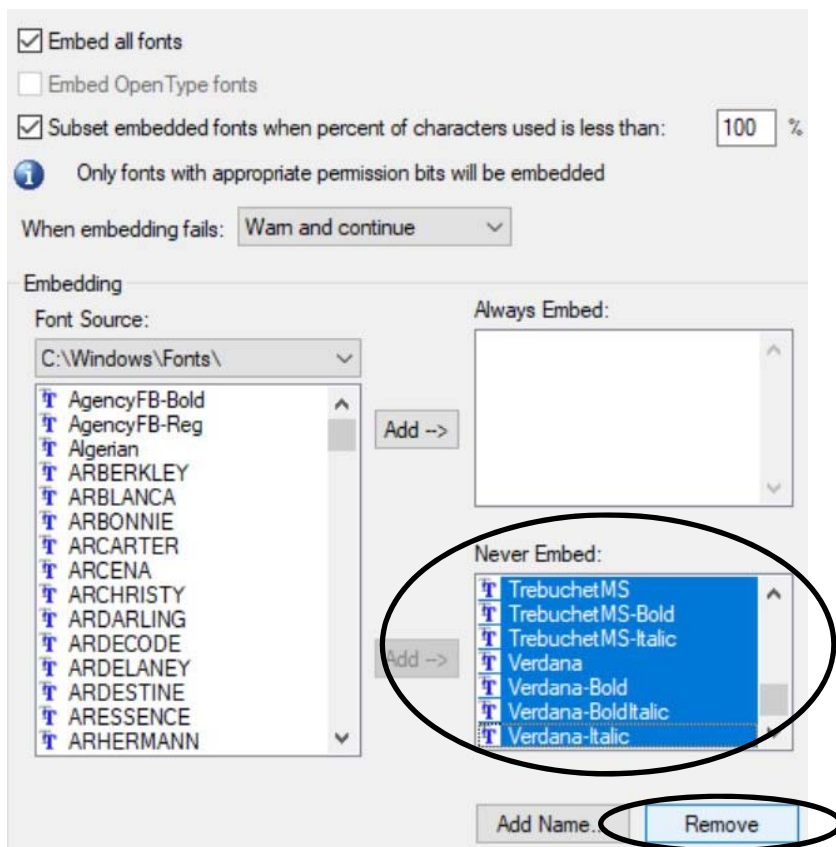 Embed all fonts
Embed OpenType fonts
Subset embedded fonts when percent of characters used is less than: 100 %
Only fonts with appropriate permission bits will be embedded
When embedding fails: Warn and continue
Embedding
Font Source:
C:\Windows\Fonts\
AgencyFB-Bold
AgencyFB-Reg
Algerian
ARBERKLEY
ARBLANCA
ARBONNIE
ARCARTER
ARCENA
ARCHRISTY
ARDARLING
ARDECODE
ARDELANEY
ARDESTINE
ARESSENCE
ARHERMANN
Add -->
Add -->
Always Embed:
Never Embed:
TrebuchetMS
TrebuchetMS-Bold
TrebuchetMS-Italic
Verdana
Verdana-Bold
Verdana-BoldItalic
Verdana-Italic
Add Name...
Remove